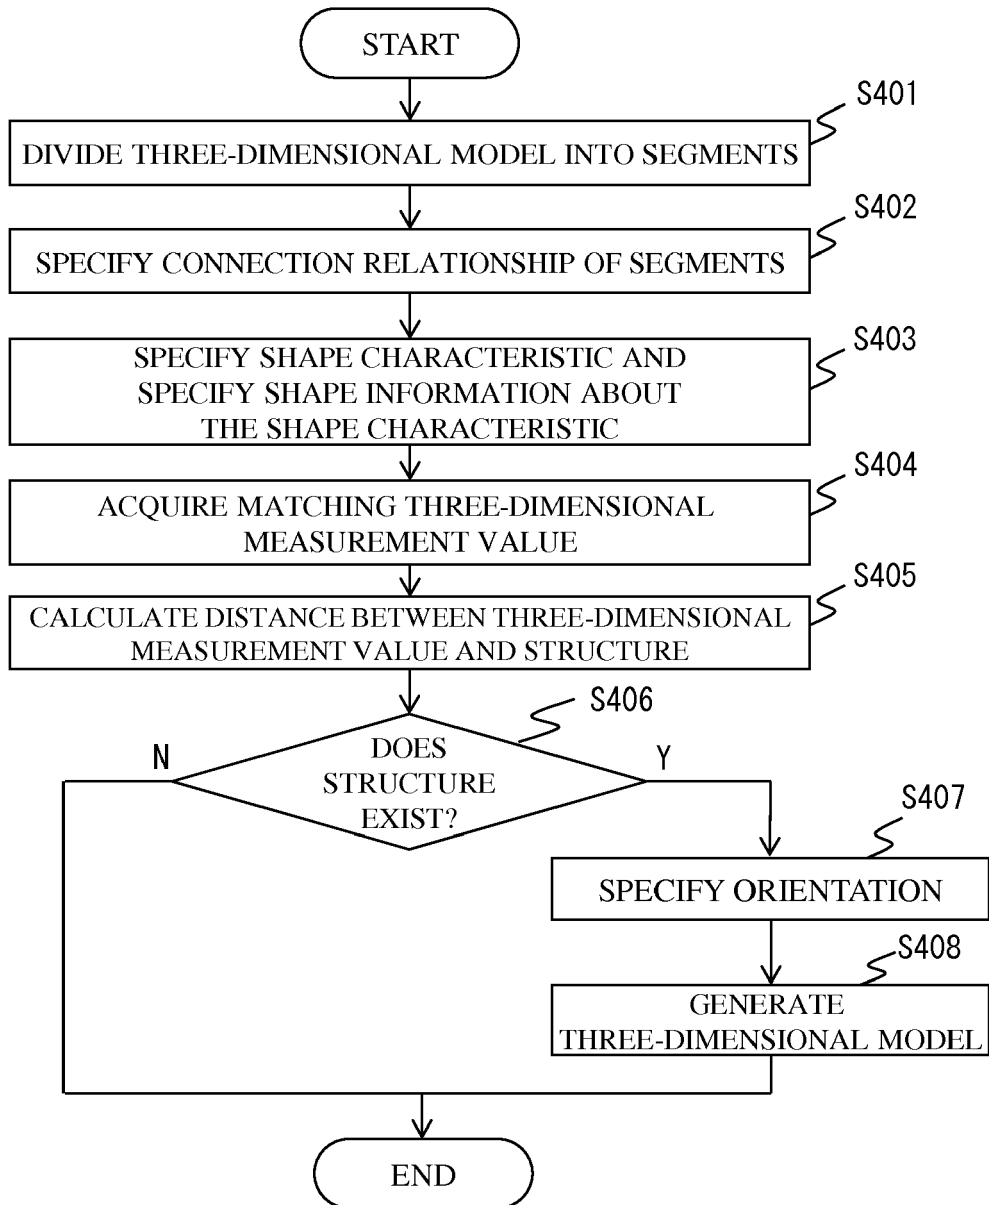 START
S401
DIVIDE THREE-DIMENSIONAL MODEL INTO SEGMENTS
S402
SPECIFY CONNECTION RELATIONSHIP OF SEGMENTS
S403
SPECIFY SHAPE CHARACTERISTIC AND
SPECIFY SHAPE INFORMATION ABOUT
THE SHAPE CHARACTERISTIC
S404
ACQUIRE MATCHING THREE-DIMENSIONAL
MEASUREMENT VALUE
S405
CALCULATE DISTANCE BETWEEN THREE-DIMENSIONAL
MEASUREMENT VALUE AND STRUCTURE
S406
N
DOES
STRUCTURE
EXIST?
Y
S407
SPECIFY ORIENTATION
S408
GENERATE
THREE-DIMENSIONAL MODEL
END